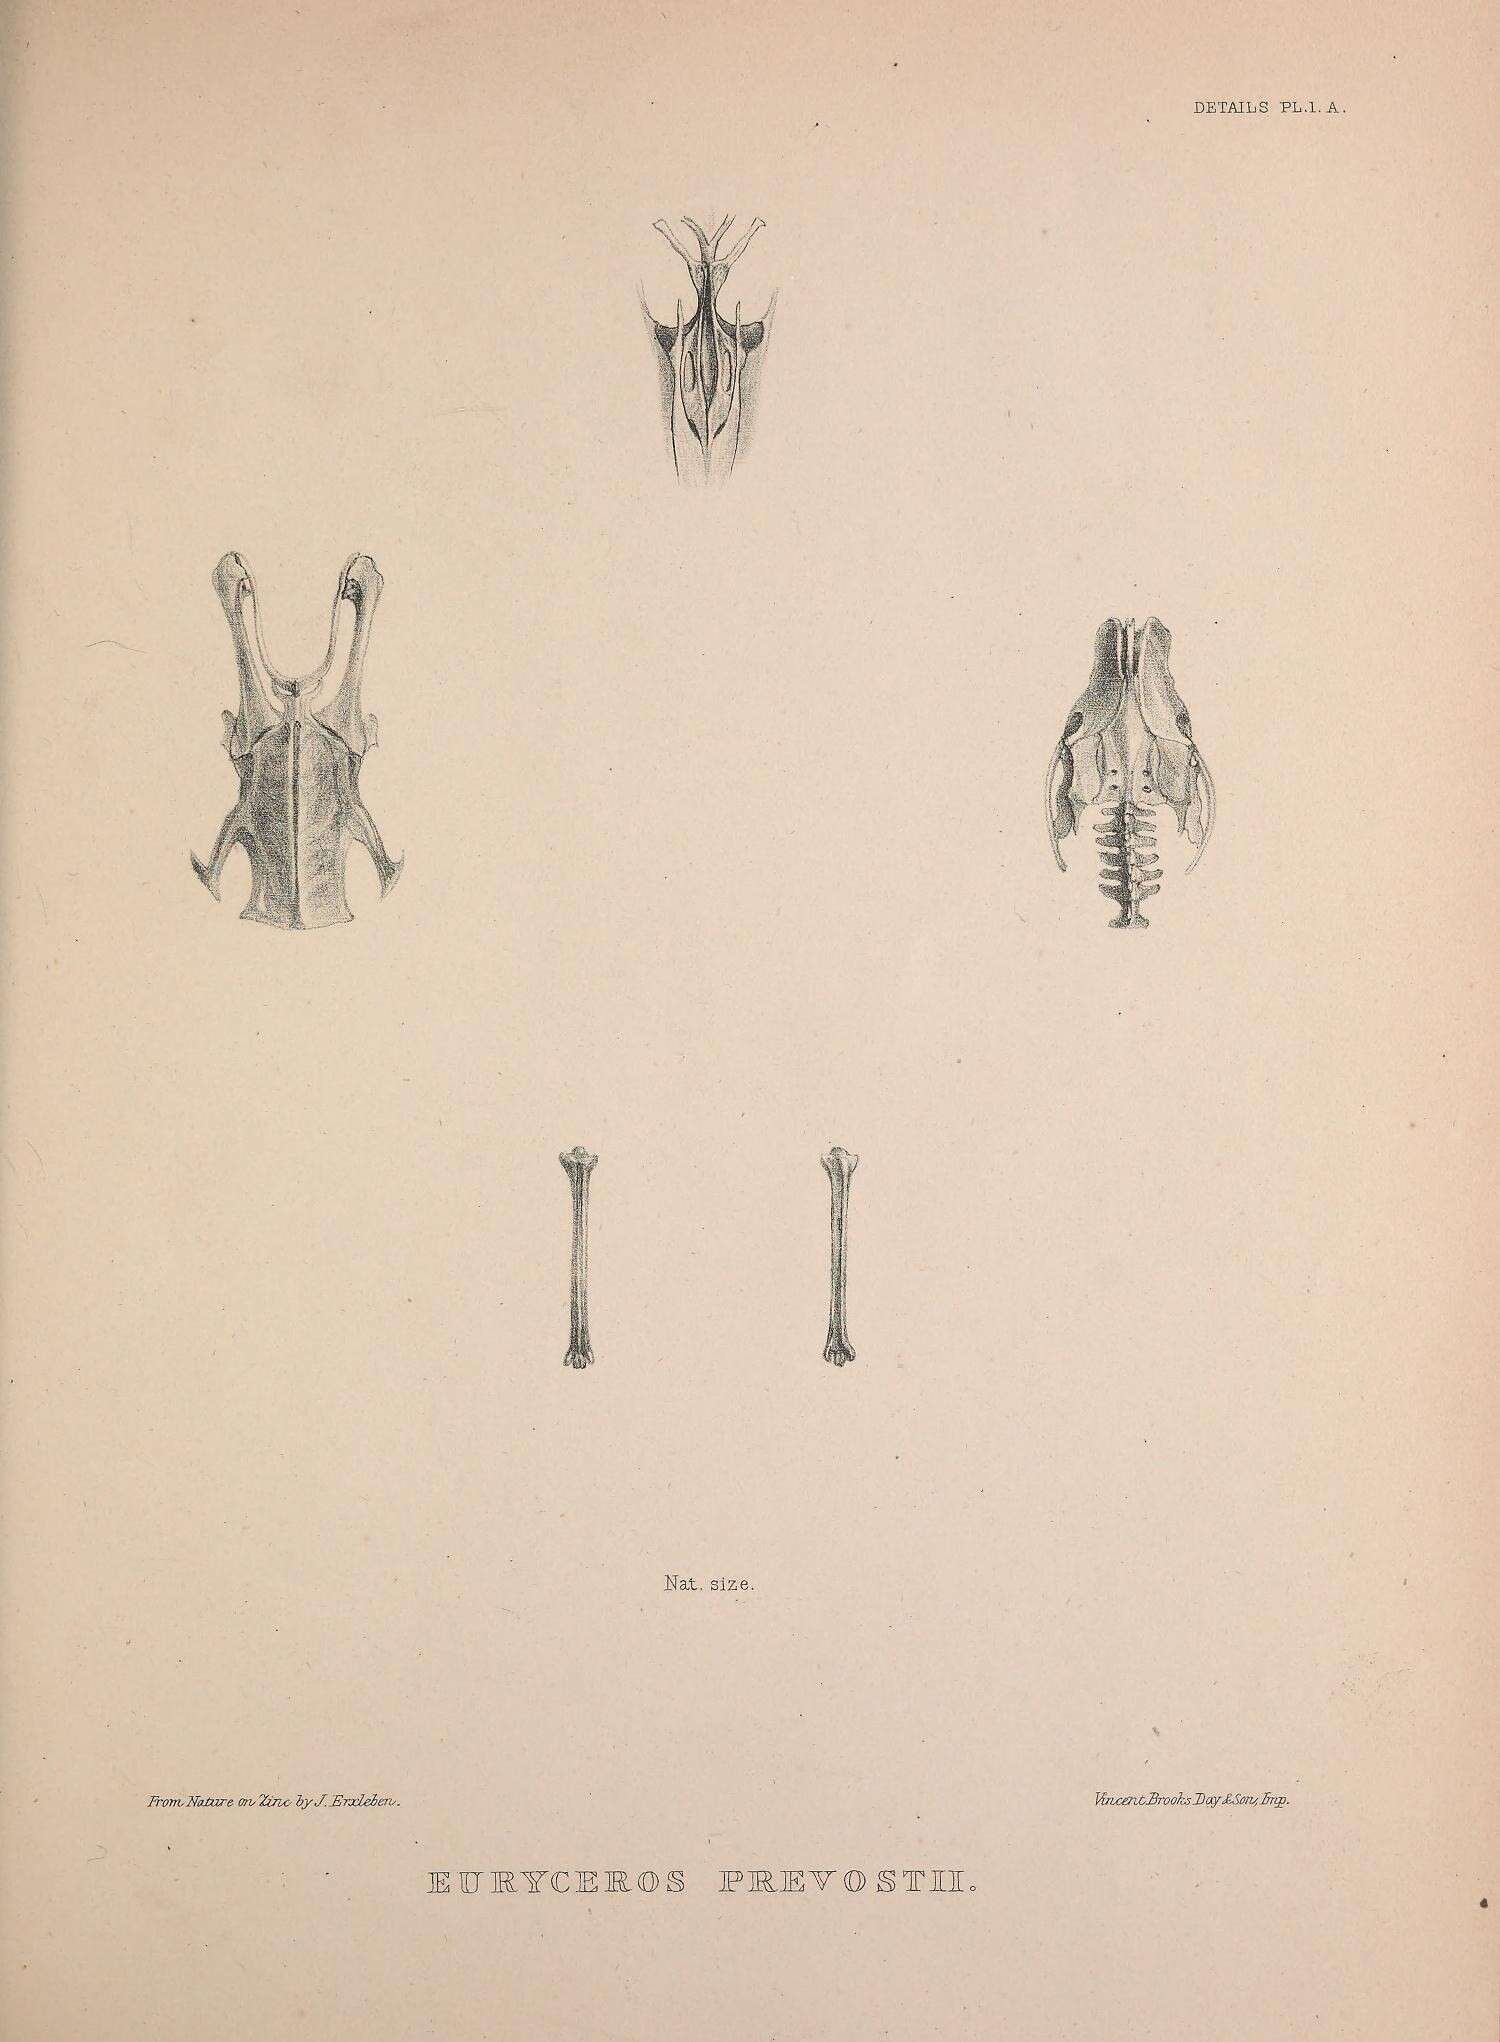 DETAILS PL.1.A.
Nat. size.
From Nature on Zinc by J. Erxleben.
Vincent Brooks Day & Son, Imp.
EURYCEROS PREVOSTII.